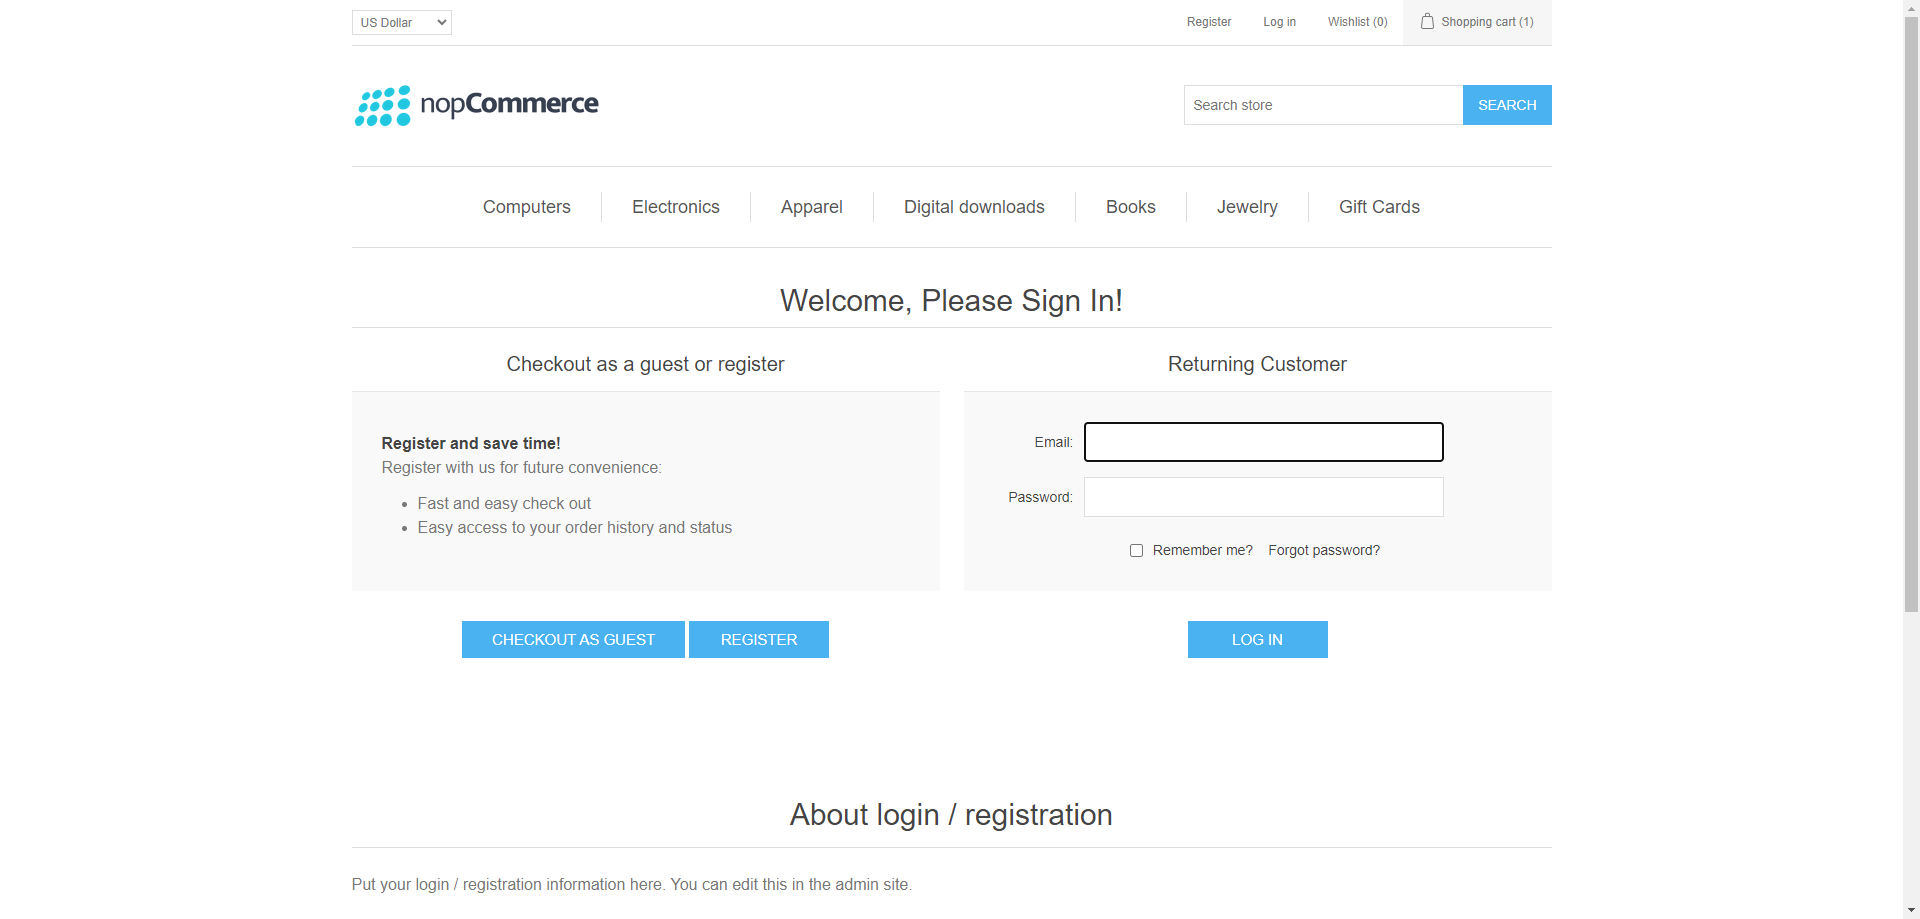 US Dollar
Register
Log in
Wishlist (0)
Shopping cart (1)
nopCommerce
Search store
SEARCH
Computers
Electronics
Apparel
Digital downloads
Books
Jewelry
Gift Cards
Welcome, Please Sign In!
Checkout as a guest or register
Register and save time!
Register with us for future convenience:
Fast and easy check out
Easy access to your order history and status
CHECKOUT AS GUEST
REGISTER
Returning Customer
Email:
Password:
Remember me?
Forgot password?
LOG IN
About login / registration
Put your login / registration information here. You can edit this in the admin site.